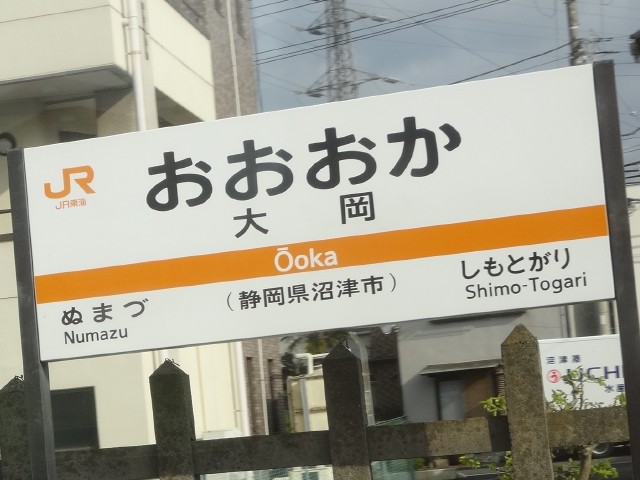 JR
JR東海
おおおか
大岡
Ōoka
(静岡県沼津市)
ぬまづ
Numazu
しもとがり
Shimo-Togari
沼津港